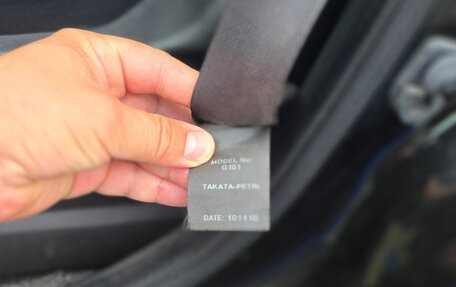 MODEL No:
G101
TAKATA-PETRI
DATE: 101110